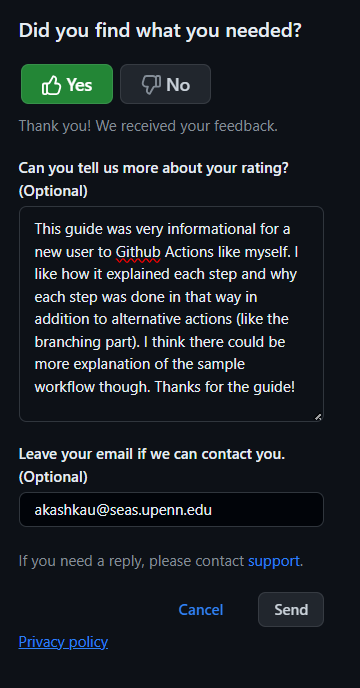 Did you find what you needed?
Yes
No
Thank you! We received your feedback.
Can you tell us more about your rating?
(Optional)
This guide was very informational for a
new user to Github Actions like myself. I
like how it explained each step and why
each step was done in that way in
addition to alternative actions (like the
branching part). I think there could be
more explanation of the sample
workflow though. Thanks for the guide!
Leave your email if we can contact you.
(Optional)
akashkau@seas.upenn.edu
If you need a reply, please contact support.
Cancel
Send
Privacy policy